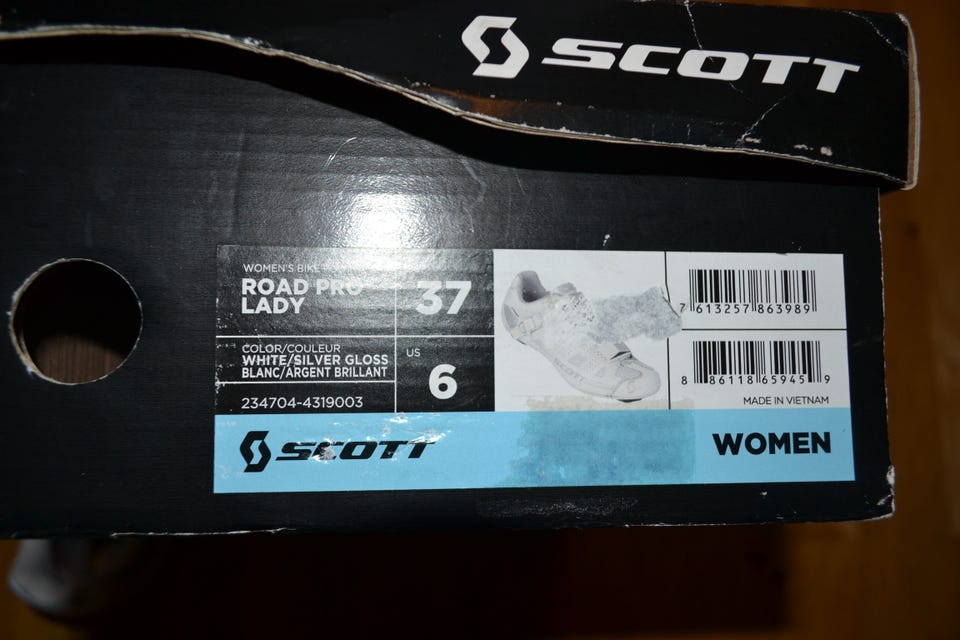 SCOTT
WOMEN'S BIKE
ROAD PRO
LADY
37
COLOR/COULEUR
WHITE/SILVER GLOSS
BLANC/ARGENT BRILLANT
US
6
234704-4319003
7 613257 863989
8 86118 65945 9
MADE IN VIETNAM
SCOTT
WOMEN